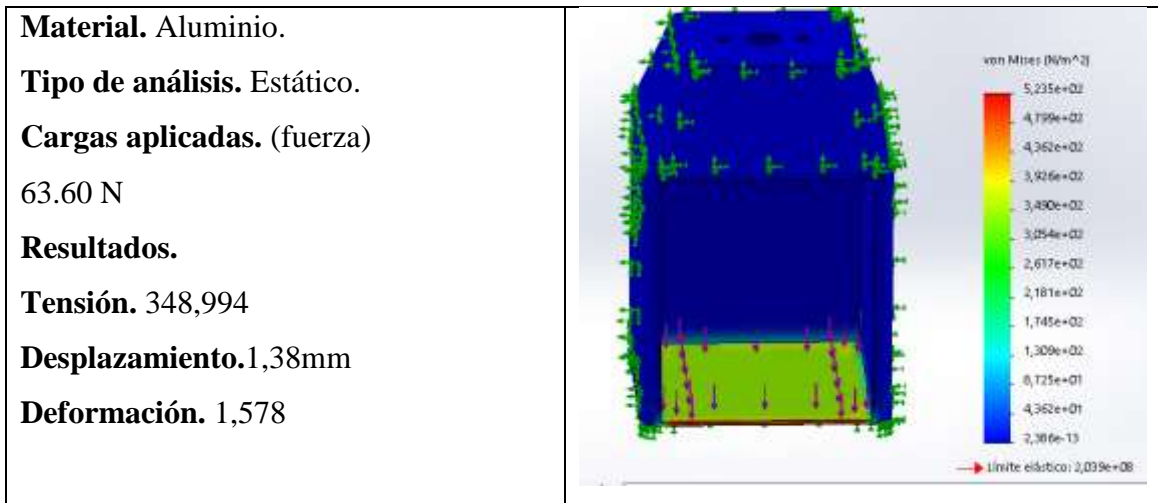 Material. Aluminio.
Tipo de análisis. Estático.
Cargas aplicadas. (fuerza)
63.60 N
Resultados.
Tensión. 348,994
Desplazamiento.1,38mm
Deformación. 1,578
von Mises (N/m^2)
5,235e+02
4,799e+02
4,362e+02
3,926e+02
3,490e+02
3,054e+02
2,617e+02
2,181e+02
1,745e+02
1,309e+02
8,725e+01
4,362e+01
2,386e-13
Límite elástico: 2,039e+08